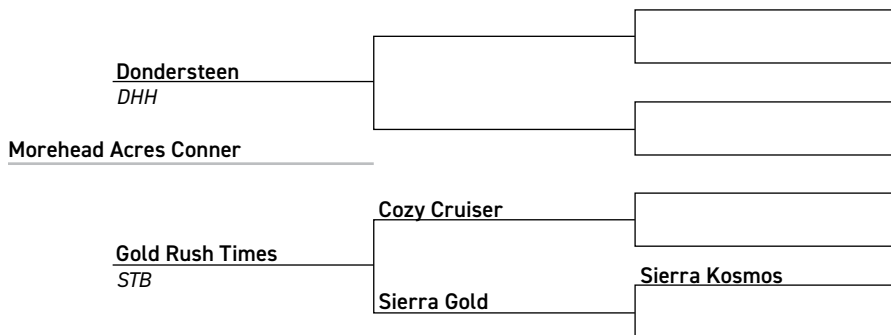 Dondersteen
DHH
Morehead Acres Conner
Cozy Cruiser
Gold Rush Times
STB
Sierra Kosmos
Sierra Gold